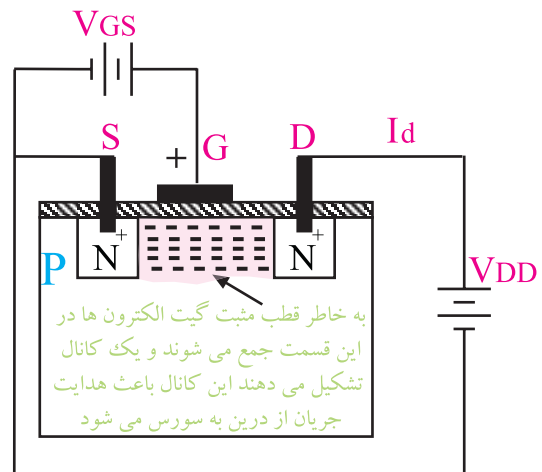 VGS
S
+
G
D
Id
P
N+
N+
VDD
به خاطر قطب مثبت گیت الکترون ها در
این قسمت جمع می شوند و یک کانال
تشکیل می دهند این کانال باعث هدایت
جریان از درین به سورس می شود